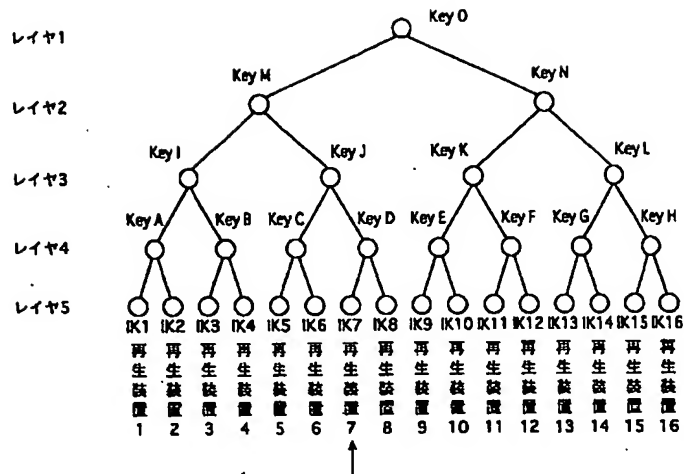 レイヤ1
Key O
レイヤ2
Key M
Key N
レイヤ3
Key I
Key J
Key K
Key L
レイヤ4
Key A
Key B
Key C
Key D
Key E
Key F
Key G
Key H
レイヤ5
IK1 IK2 IK3 IK4 IK5 IK6 IK7 IK8 IK9 IK10 IK11 IK12 IK13 IK14 IK15 IK16
再生装置1
再生装置2
再生装置3
再生装置4
再生装置5
再生装置6
再生装置7
再生装置8
再生装置9
再生装置10
再生装置11
再生装置12
再生装置13
再生装置14
再生装置15
再生装置16